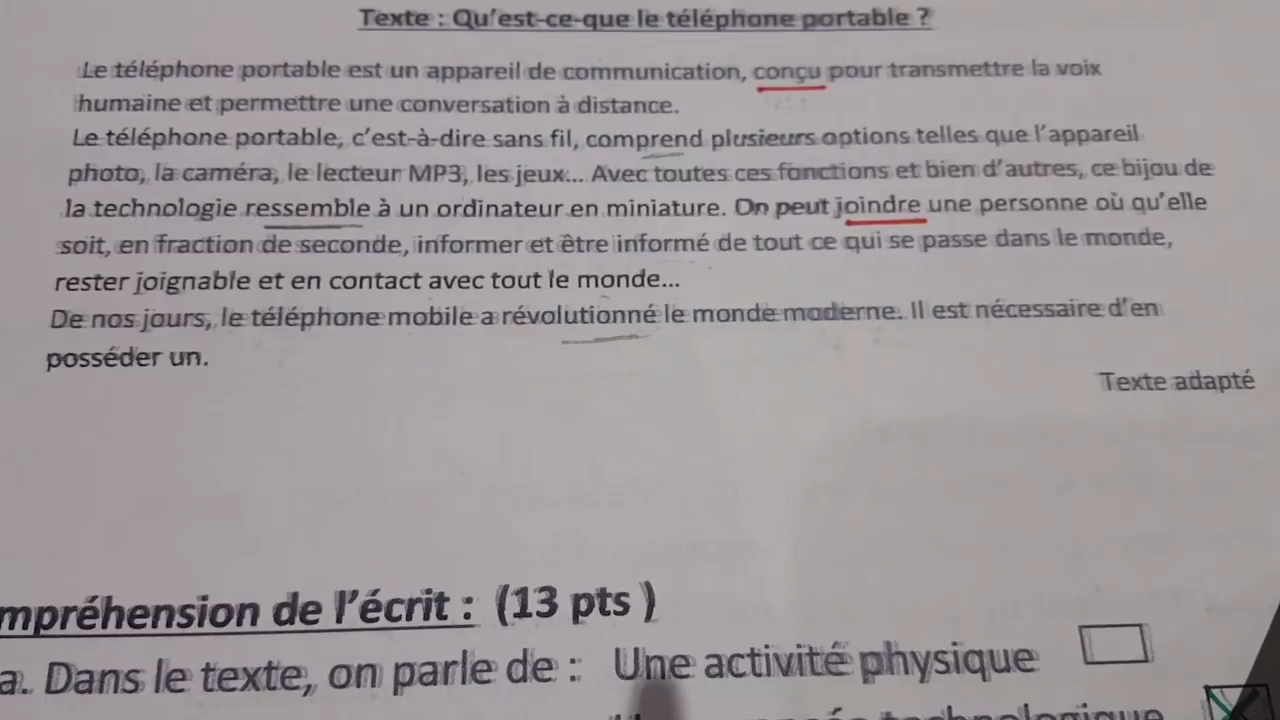 Texte : Qu'est-ce-que le téléphone portable ?
Le téléphone portable est un appareil de communication, conçu pour transmettre la voix
humaine et permettre une conversation à distance.
Le téléphone portable, c'est-à-dire sans fil, comprend plusieurs options telles que l'appareil
photo, la caméra, le lecteur MP3, les jeux... Avec toutes ces fonctions et bien d'autres, ce bijou de
la technologie ressemble à un ordinateur en miniature. On peut joindre une personne où qu'elle
soit, en fraction de seconde, informer et être informé de tout ce qui se passe dans le monde,
rester joignable et en contact avec tout le monde...
De nos jours, le téléphone mobile a révolutionné le monde moderne. Il est nécessaire d'en
posséder un.
Texte adapté
mpréhension de l'écrit : (13 pts )
a. Dans le texte, on parle de : Une activité physique
technologique